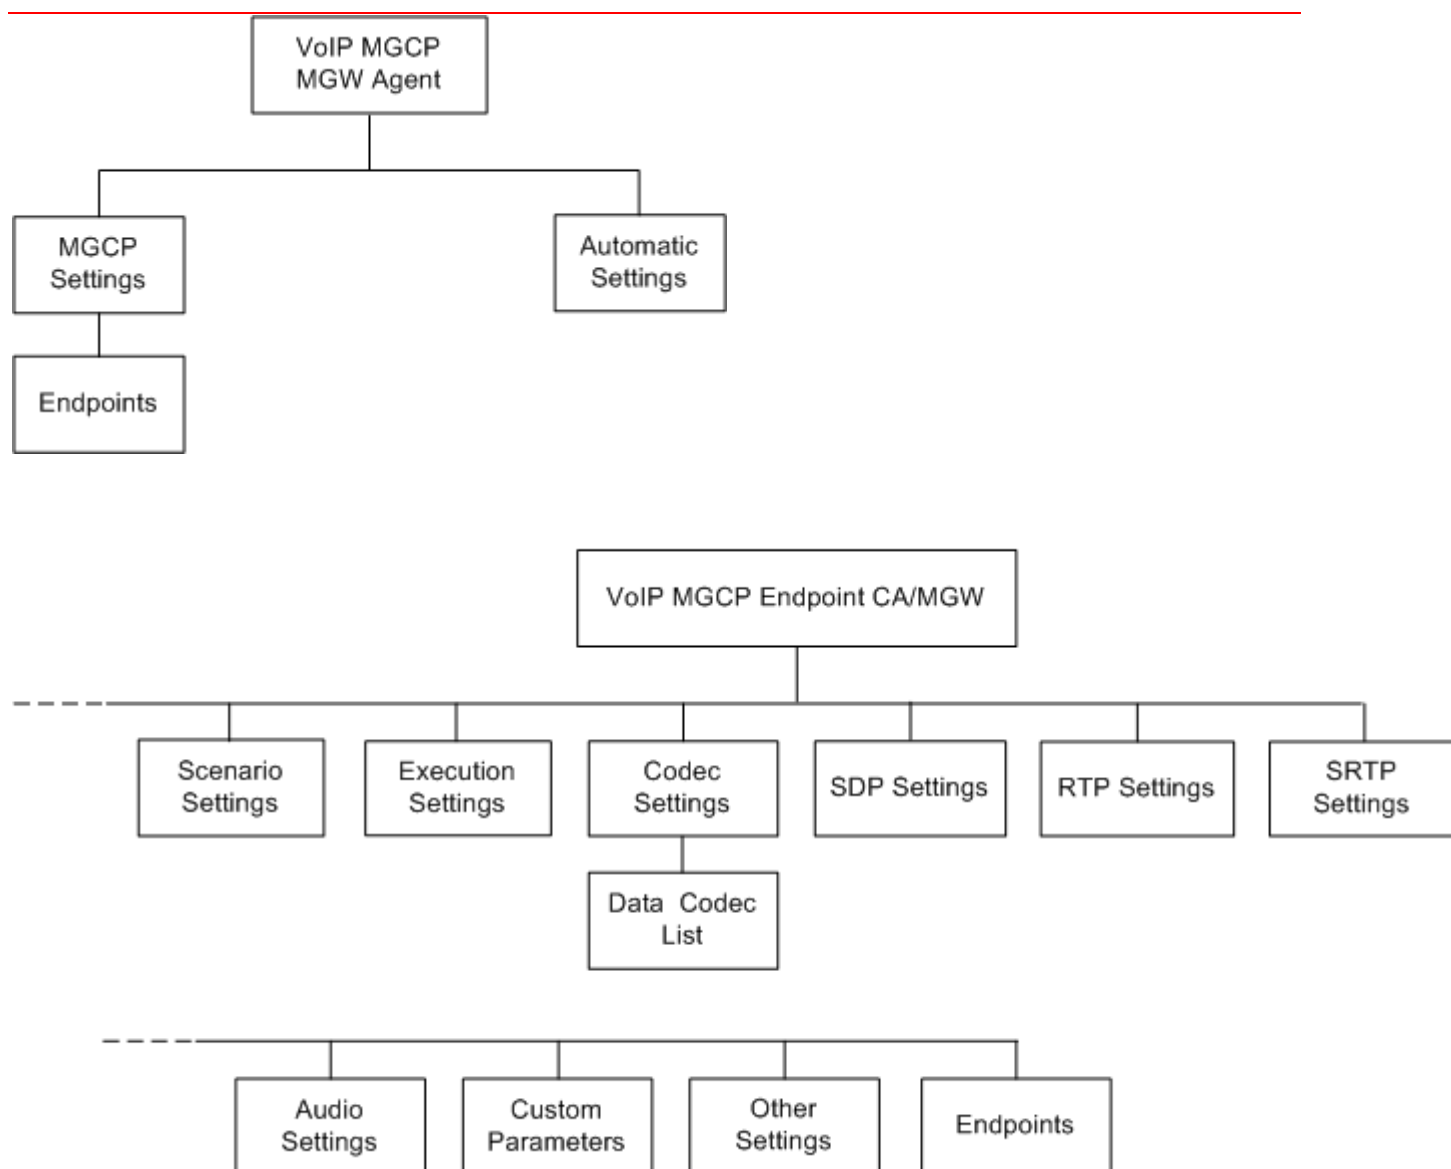 VoIP MGCP
MGW Agent
MGCP
Settings
Automatic
Settings
Endpoints
VoIP MGCP Endpoint CA/MGW
Scenario
Settings
Execution
Settings
Codec
Settings
SDP Settings
RTP Settings
SRTP
Settings
Data Codec
List
Audio
Settings
Custom
Parameters
Other
Settings
Endpoints